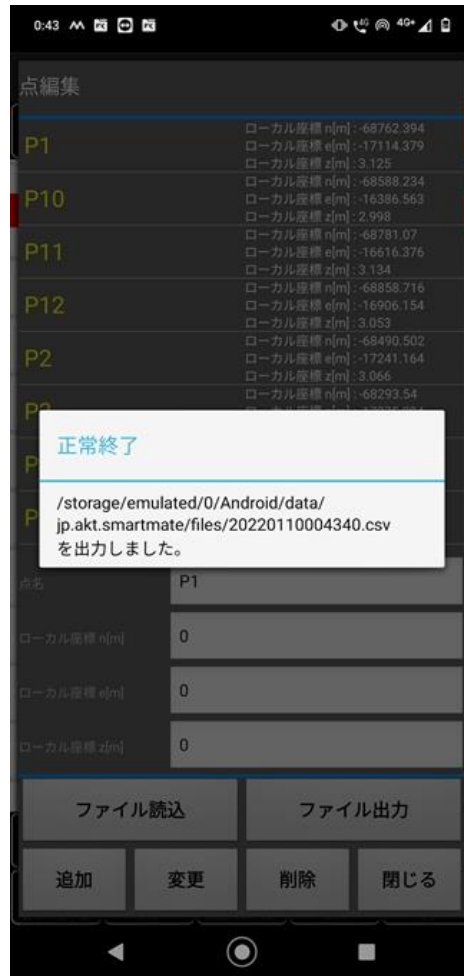 0:43
4G 4G+
点編集
P1
ローカル座標 n[m] : -68762.394
ローカル座標 e[m] : -17114.379
ローカル座標 z[m] : 3.125
P10
ローカル座標 n[m] : -68588.234
ローカル座標 e[m] : -16386.563
ローカル座標 z[m] : 2.998
P11
ローカル座標 n[m] : -68781.07
ローカル座標 e[m] : -16616.376
ローカル座標 z[m] : 3.134
P12
ローカル座標 n[m] : -68858.716
ローカル座標 e[m] : -16906.154
ローカル座標 z[m] : 3.053
P2
ローカル座標 n[m] : -68490.502
ローカル座標 e[m] : -17241.164
ローカル座標 z[m] : 3.066
ローカル座標 n[m] : -68293.54
正常終了
/storage/emulated/0/Android/data/
jp.akt.smartmate/files/20220110004340.csv
を出力しました。
点名
P1
ローカル座標 n[m]
0
ローカル座標 e[m]
0
ローカル座標 z[m]
0
ファイル読込 ファイル出力
追加 変更 削除 閉じる